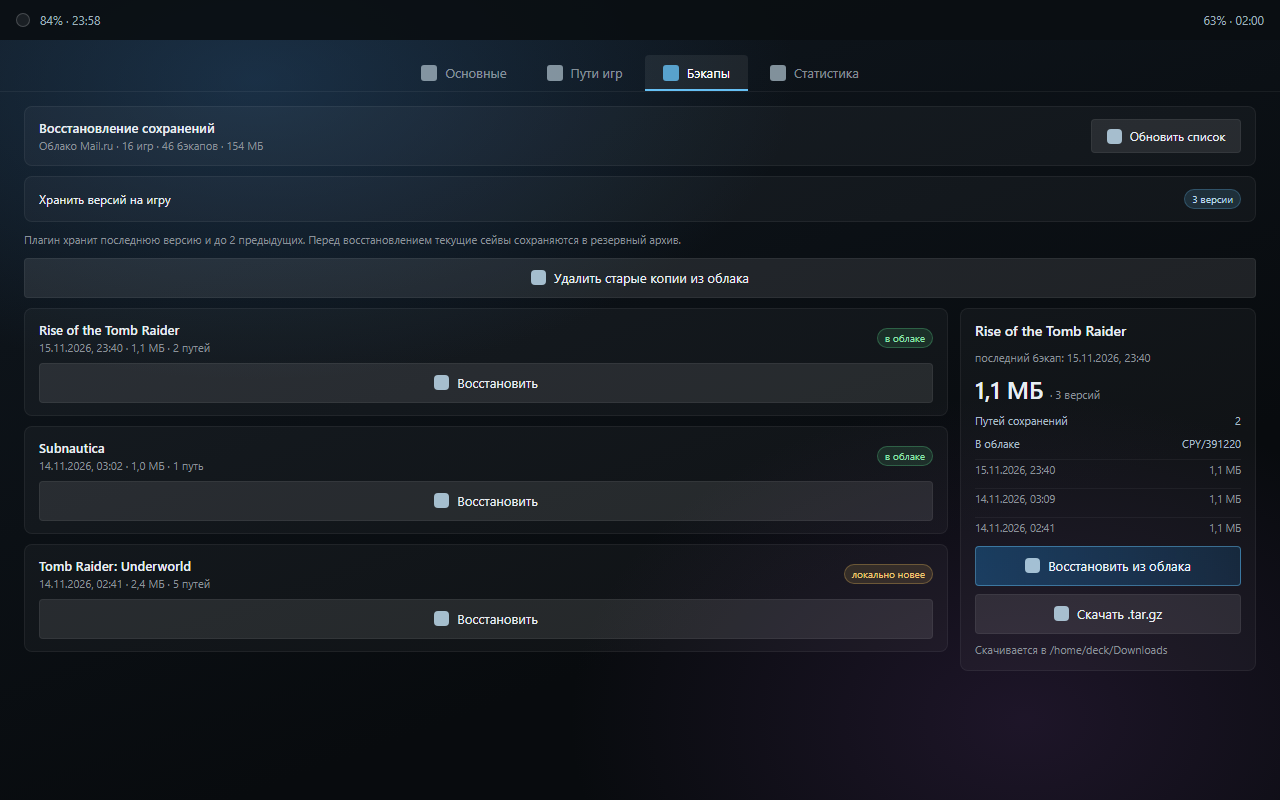 84% · 23:58
63% · 02:00
Основные
Пути игр
Бэкапы
Статистика
Восстановление сохранений
Облако Mail.ru · 16 игр · 46 бэкапов · 154 МБ
Обновить список
Хранить версий на игру
3 версии
Плагин хранит последнюю версию и до 2 предыдущих. Перед восстановлением текущие сейвы сохраняются в резервный архив.
Удалить старые копии из облака
Rise of the Tomb Raider
15.11.2026, 23:40 · 1,1 МБ · 2 путей
в облаке
Восстановить
Subnautica
14.11.2026, 03:02 · 1,0 МБ · 1 путь
в облаке
Восстановить
Tomb Raider: Underworld
14.11.2026, 02:41 · 2,4 МБ · 5 путей
локально новее
Восстановить
Rise of the Tomb Raider
последний бэкап: 15.11.2026, 23:40
1,1 МБ · 3 версий
Путей сохранений 2
В облаке CPY/391220
15.11.2026, 23:40 1,1 МБ
14.11.2026, 03:09 1,1 МБ
14.11.2026, 02:41 1,1 МБ
Восстановить из облака
Скачать .tar.gz
Скачивается в /home/deck/Downloads